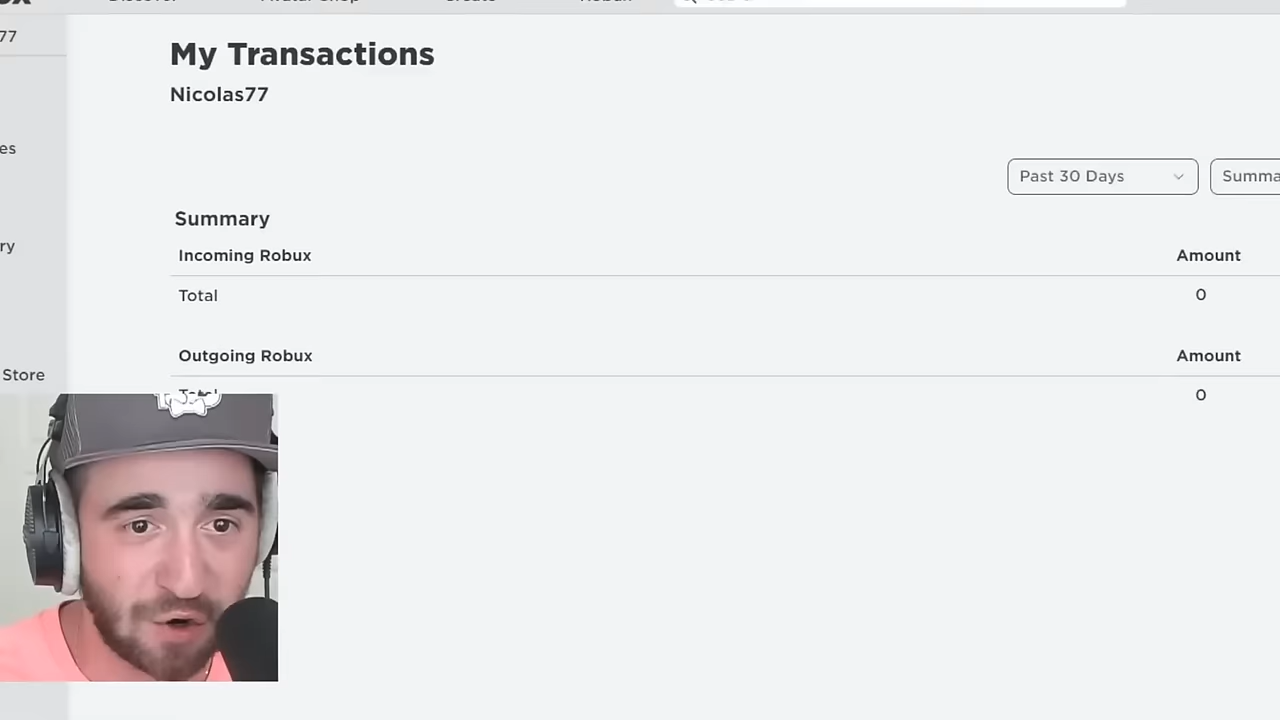 77
My Transactions
Nicolas77
es
Past 30 Days
Summa
ry
Summary
Incoming Robux Amount
Total 0
Outgoing Robux Amount
Store
Total 0